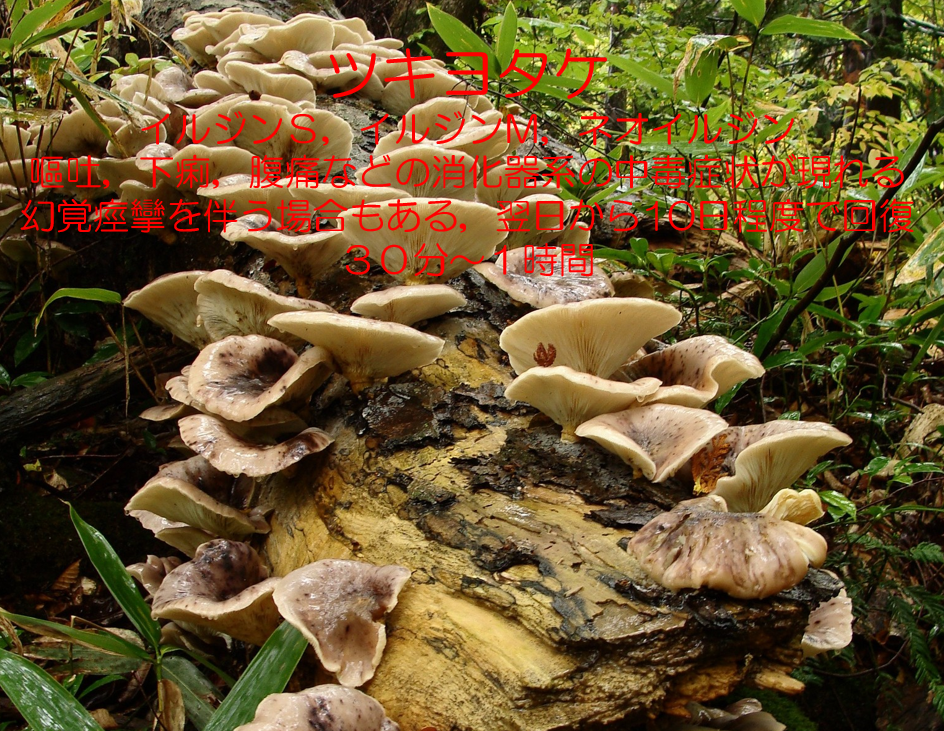 ツキヨタケ
イルジンS，イルジンM，ネオイルジン
嘔吐，下痢，腹痛などの消化器系の中毒症状が現れる
幻覚痙攣を伴う場合もある，翌日から10日程度で回復
３０分～１時間